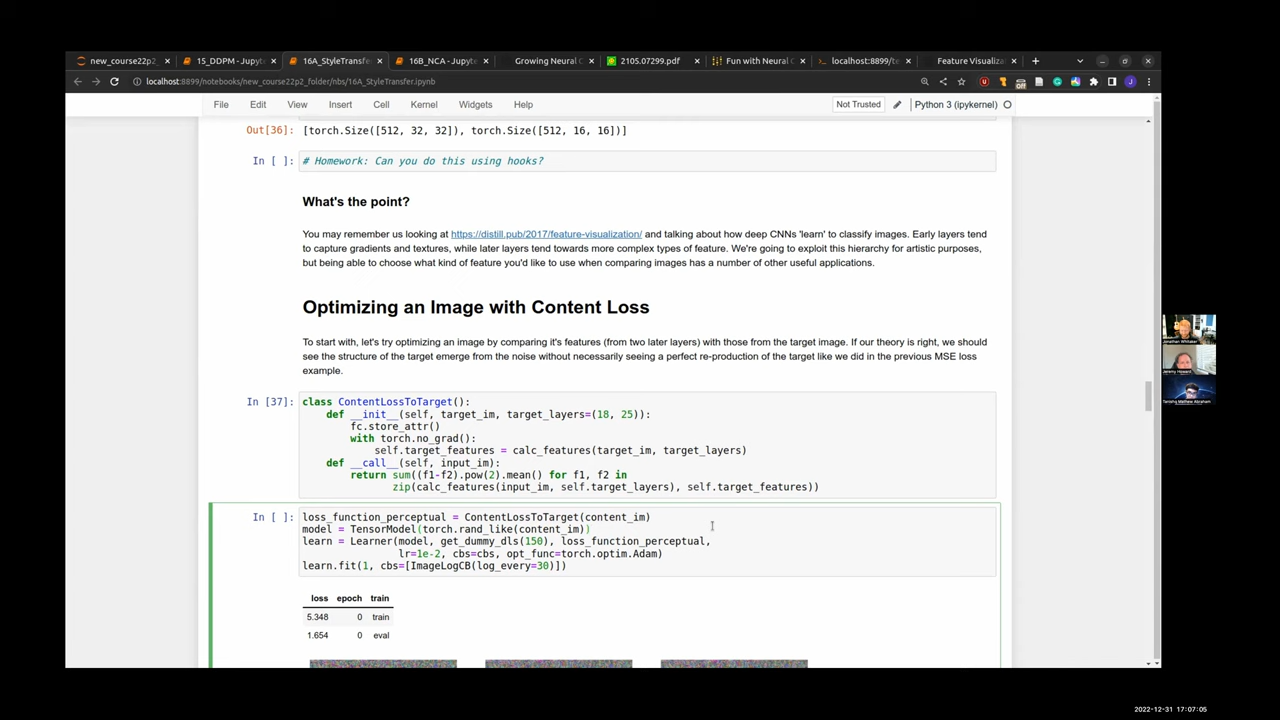 new_course22p2_
15_DDPM - Jupyt
16A_StyleTransfe
16B_NCA - Jupyte
Growing Neural C
2105.07299.pdf
Fun with Neural C
localhost:8899/te
Feature Visualiza
localhost:8899/notebooks/new_course22p2_folder/nbs/16A_StyleTransfer.ipynb
File Edit View Insert Cell Kernel Widgets Help
Not Trusted
Python 3 (ipykernel)
Out[36]: [torch.Size([512, 32, 32]), torch.Size([512, 16, 16])]
In [ ]: # Homework: Can you do this using hooks?
What's the point?
You may remember us looking at https://distill.pub/2017/feature-visualization/ and talking about how deep CNNs 'learn' to classify images. Early layers tend
to capture gradients and textures, while later layers tend towards more complex types of feature. We're going to exploit this hierarchy for artistic purposes,
but being able to choose what kind of feature you'd like to use when comparing images has a number of other useful applications.
Optimizing an Image with Content Loss
To start with, let's try optimizing an image by comparing it's features (from two later layers) with those from the target image. If our theory is right, we should
see the structure of the target emerge from the noise without necessarily seeing a perfect re-production of the target like we did in the previous MSE loss
example.
In [37]: class ContentLossToTarget():
def __init__(self, target_im, target_layers=(18, 25)):
fc.store_attr()
with torch.no_grad():
self.target_features = calc_features(target_im, target_layers)
def __call__(self, input_im):
return sum((f1-f2).pow(2).mean() for f1, f2 in
zip(calc_features(input_im, self.target_layers), self.target_features))
In [ ]: loss_function_perceptual = ContentLossToTarget(content_im)
model = TensorModel(torch.rand_like(content_im))
learn = Learner(model, get_dummy_dls(150), loss_function_perceptual,
lr=1e-2, cbs=cbs, opt_func=torch.optim.Adam)
learn.fit(1, cbs=[ImageLogCB(log_every=30)])
loss epoch train
5.348 0 train
1.654 0 eval
Jonathan Whitaker
Jeremy Howard
Tanishq Mathew Abraham
2022-12-31 17:07:05